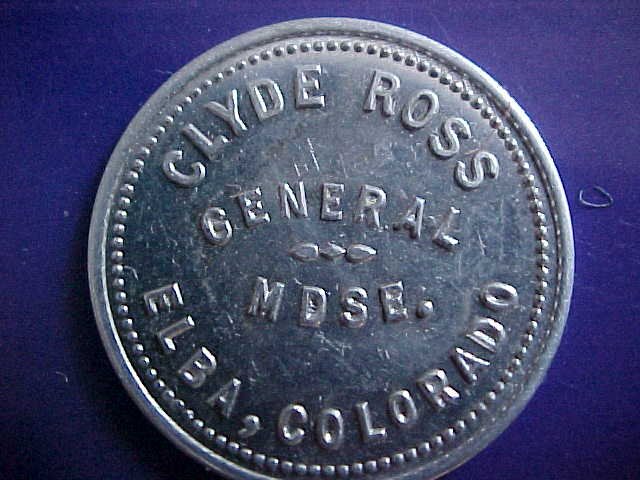 CLYDE ROSS
GENERAL
MDSE.
ELBA, COLORADO